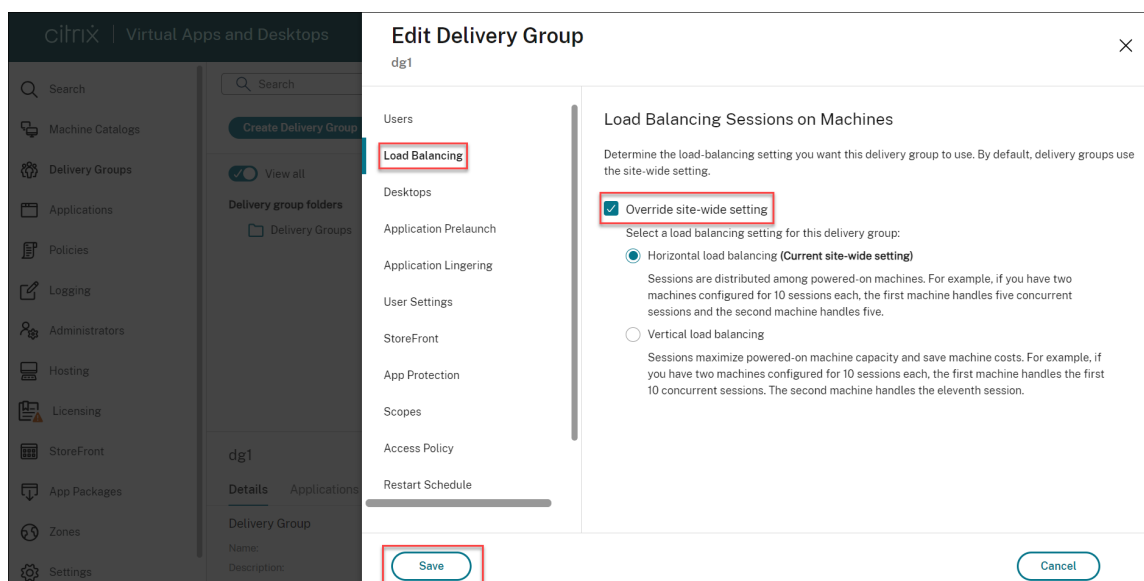 citrix | Virtual Apps and Desktops
Search
Machine Catalogs
Delivery Groups
Applications
Policies
Logging
Administrators
Hosting
Licensing
StoreFront
App Packages
Zones
Settings
Search
Create Delivery Group
View all
Delivery group folders
Delivery Groups
dg1
Details Applications
Delivery Group
Name:
Description:
Edit Delivery Group
dg1
Users
Load Balancing
Desktops
Application Prelaunch
Application Lingering
User Settings
StoreFront
App Protection
Scopes
Access Policy
Restart Schedule
Load Balancing Sessions on Machines
Determine the load-balancing setting you want this delivery group to use. By default, delivery groups use
the site-wide setting.
Override site-wide setting
Select a load balancing setting for this delivery group:
Horizontal load balancing (Current site-wide setting)
Sessions are distributed among powered-on machines. For example, if you have two
machines configured for 10 sessions each, the first machine handles five concurrent
sessions and the second machine handles five.
Vertical load balancing
Sessions maximize powered-on machine capacity and save machine costs. For example, if
you have two machines configured for 10 sessions each, the first machine handles the first
10 concurrent sessions. The second machine handles the eleventh session.
Save
Cancel